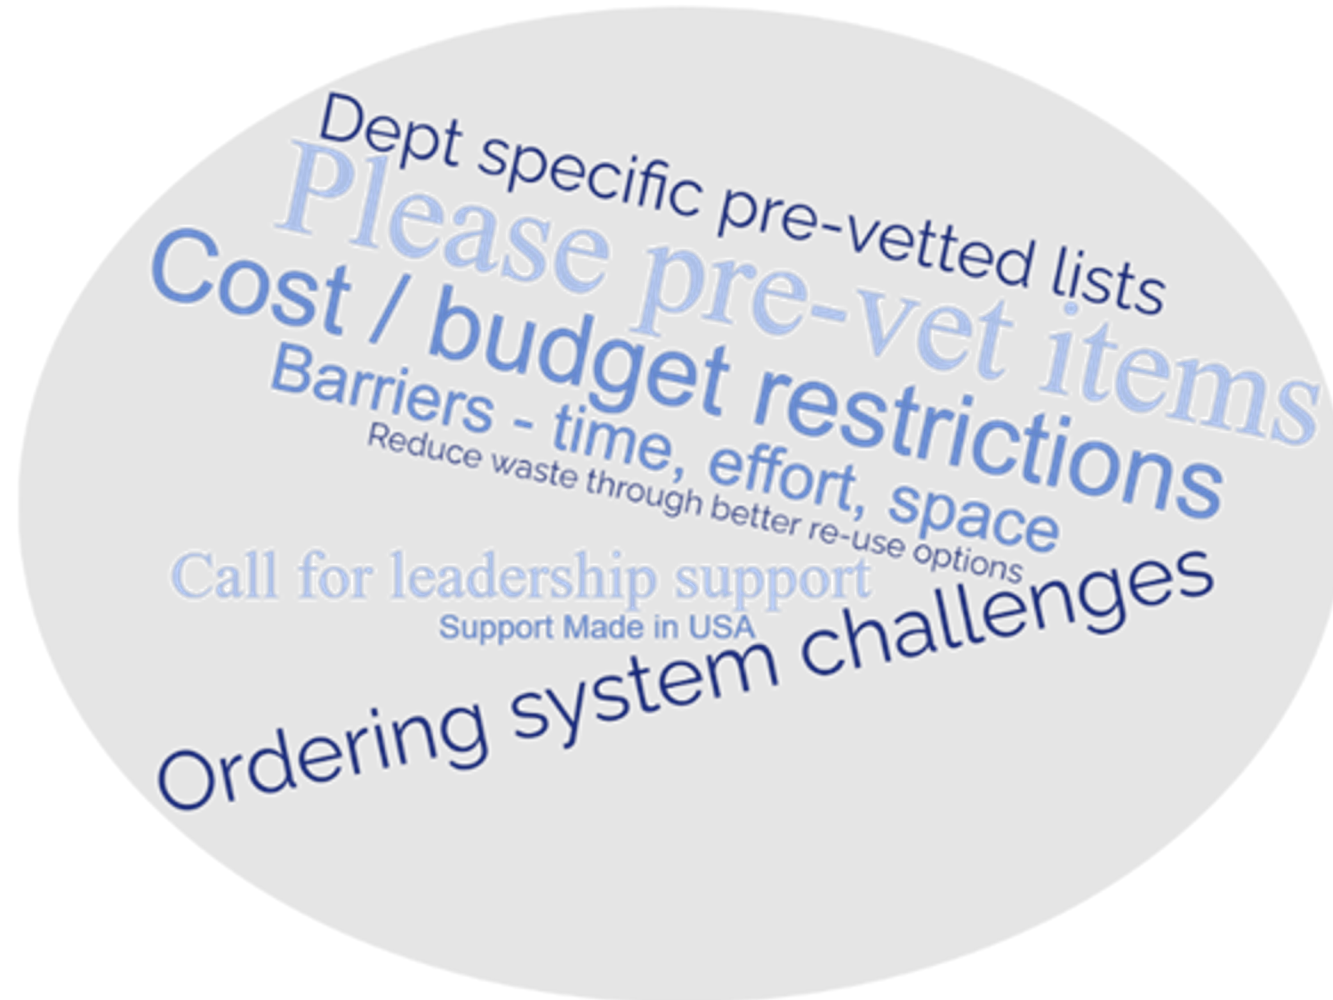 Dept specific pre-vetted lists
Please pre-vet items
Cost / budget restrictions
Barriers - time, effort, space
Reduce waste through better re-use options
Call for leadership support
Support Made in USA
Ordering system challenges